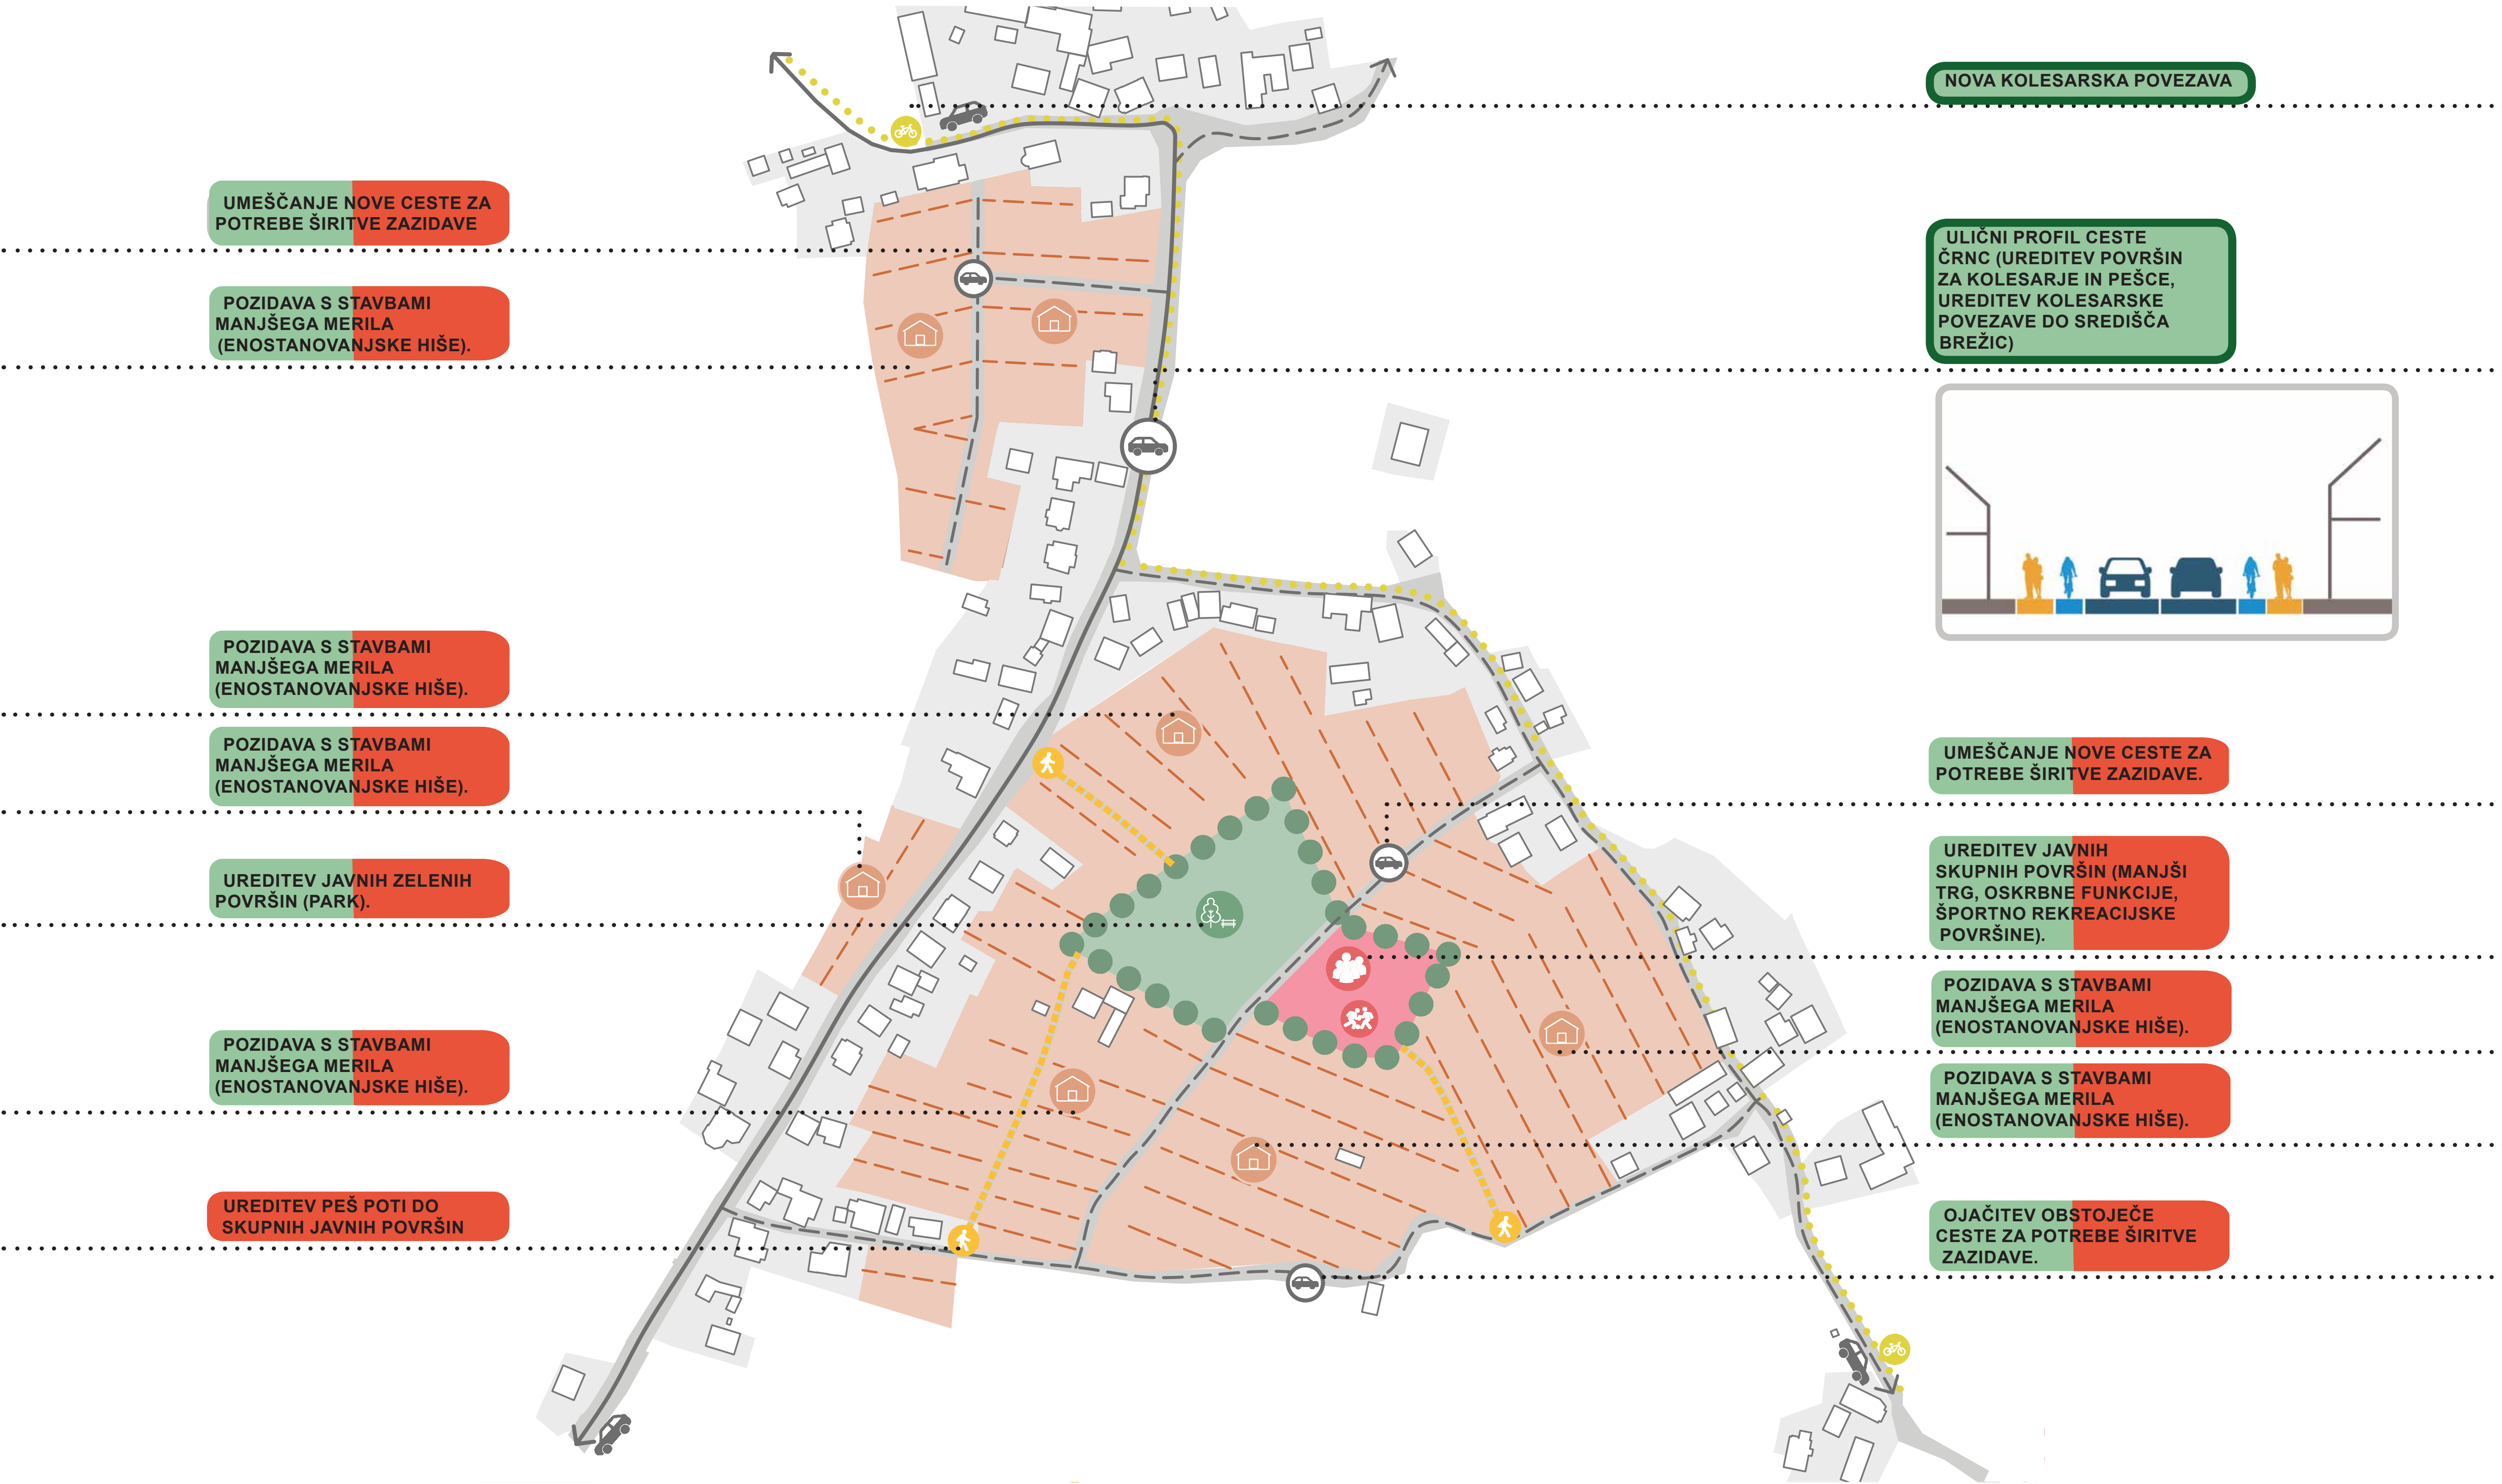 NOVA KOLESARSKA POVEZAVA
UMEŠČANJE NOVE CESTE ZA
POTREBE ŠIRITVE ZAZIDAVE
POZIDAVA S STAVBAMI
MANJŠEGA MERILA
(ENOSTANOVANJSKE HIŠE).
POZIDAVA S STAVBAMI
MANJŠEGA MERILA
(ENOSTANOVANJSKE HIŠE).
POZIDAVA S STAVBAMI
MANJŠEGA MERILA
(ENOSTANOVANJSKE HIŠE).
UREDITEV JAVNIH ZELENIH
POVRŠIN (PARK).
POZIDAVA S STAVBAMI
MANJŠEGA MERILA
(ENOSTANOVANJSKE HIŠE).
UREDITEV PEŠ POTI DO
SKUPNIH JAVNIH POVRŠIN
ULIČNI PROFIL CESTE
ČRNC (UREDITEV POVRŠIN
ZA KOLESARJE IN PEŠCE,
UREDITEV KOLESARSKE
POVEZAVE DO SREDIŠČA
BREŽIC)
UMEŠČANJE NOVE CESTE ZA
POTREBE ŠIRITVE ZAZIDAVE.
UREDITEV JAVNIH
SKUPNIH POVRŠIN (MANJŠI
TRG, OSKRBNE FUNKCIJE,
ŠPORTNO REKREACIJSKE
POVRŠINE).
POZIDAVA S STAVBAMI
MANJŠEGA MERILA
(ENOSTANOVANJSKE HIŠE).
POZIDAVA S STAVBAMI
MANJŠEGA MERILA
(ENOSTANOVANJSKE HIŠE).
OJAČITEV OBSTOJEČE
CESTE ZA POTREBE ŠIRITVE
ZAZIDAVE.